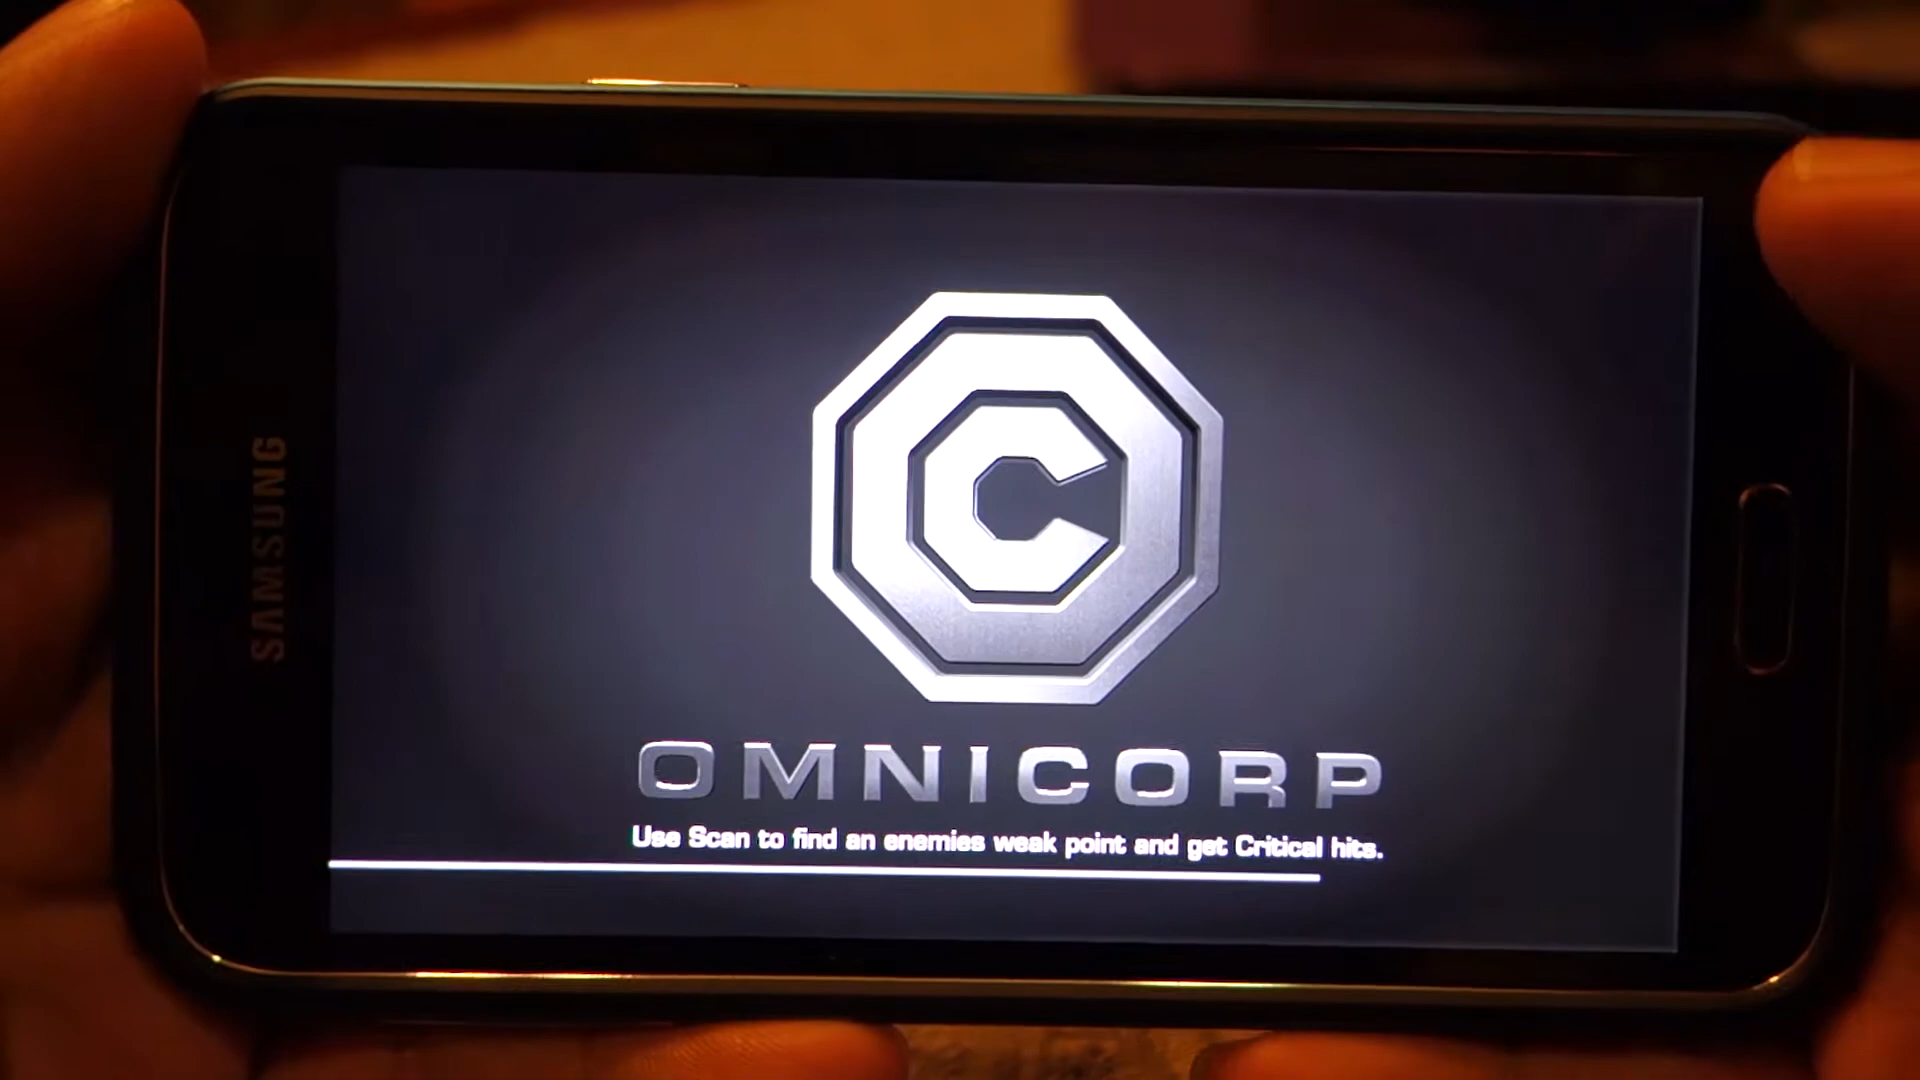 SAMSUNG
OMNICORP
Use Scan to find an enemies weak point and get Critical hits.